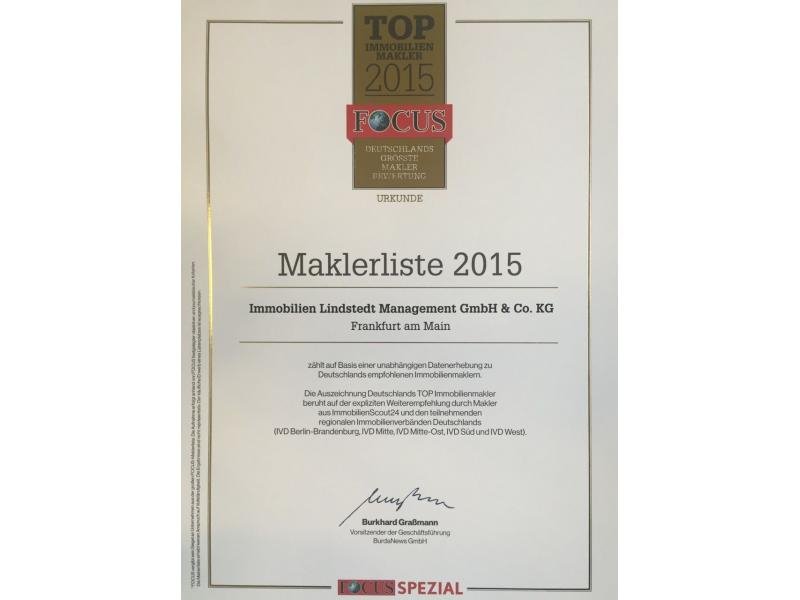 TOP
IMMOBILIEN
MAKLER
2015
FOCUS
DEUTSCHLANDS
GRÖSSTE
MAKLER
BEWERTUNG
URKUNDE
Maklerliste 2015
Immobilien Lindstedt Management GmbH & Co. KG
Frankfurt am Main
zählt auf Basis einer unabhängigen Datenerhebung zu
Deutschlands empfohlenen Immobilienmaklern.
Die Auszeichnung Deutschlands TOP Immobilienmakler
beruht auf der expliziten Weiterempfehlung durch Makler
aus ImmobilienScout24 und den teilnehmenden
regionalen Immobilienverbänden Deutschlands
(IVD Berlin-Brandenburg, IVD Mitte, IVD Mitte-Ost, IVD Süd und IVD West).
Burkhard Graßmann
Vorsitzender der Geschäftsführung
BurdaNews GmbH
FOCUS SPEZIAL